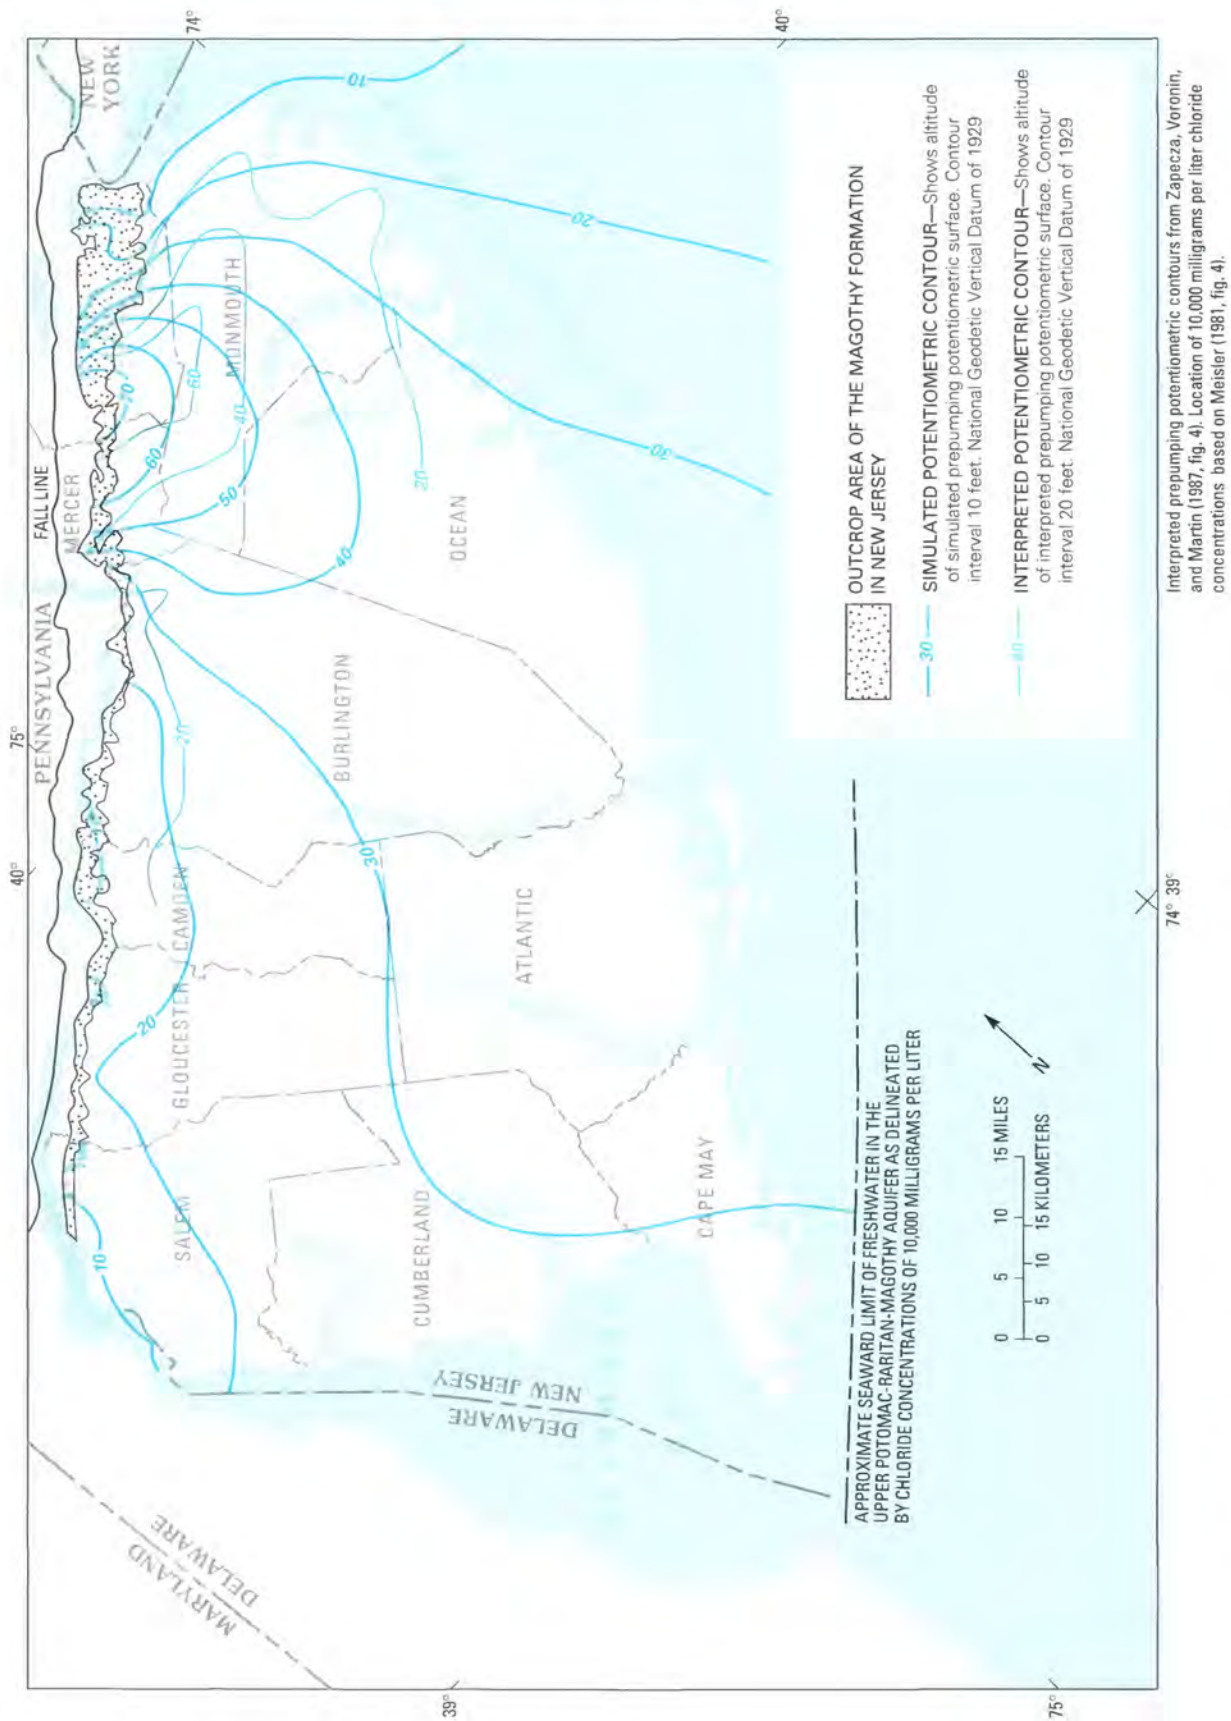 40°
75°
74°
FALL LINE
PENNSYLVANIA
MERCER
NEW
YORK
MONMOUTH
OCEAN
BURLINGTON
CAMDEN
GLOUCESTER
ATLANTIC
SALEM
CUMBERLAND
CAPE MAY
NEW JERSEY
DELAWARE
MARYLAND
DELAWARE
10
20
30
10
20
30
40
50
60
70
60
40
20
20
30
20
40°
39°
75°
74° 39°
OUTCROP AREA OF THE MAGOTHY FORMATION
IN NEW JERSEY
30
SIMULATED POTENTIOMETRIC CONTOUR—Shows altitude
of simulated prepumping potentiometric surface. Contour
interval 10 feet. National Geodetic Vertical Datum of 1929
40
INTERPRETED POTENTIOMETRIC CONTOUR—Shows altitude
of interpreted prepumping potentiometric surface. Contour
interval 20 feet. National Geodetic Vertical Datum of 1929
APPROXIMATE SEAWARD LIMIT OF FRESHWATER IN THE
UPPER POTOMAC-RARITAN-MAGOTHY AQUIFER AS DELINEATED
BY CHLORIDE CONCENTRATIONS OF 10,000 MILLIGRAMS PER LITER
0 5 10 15 MILES
0 5 10 15 KILOMETERS
N
Interpreted prepumping potentiometric contours from Zapecza, Voronin,
and Martin (1987, fig. 4). Location of 10,000 milligrams per liter chloride
concentrations based on Meisler (1981, fig. 4).